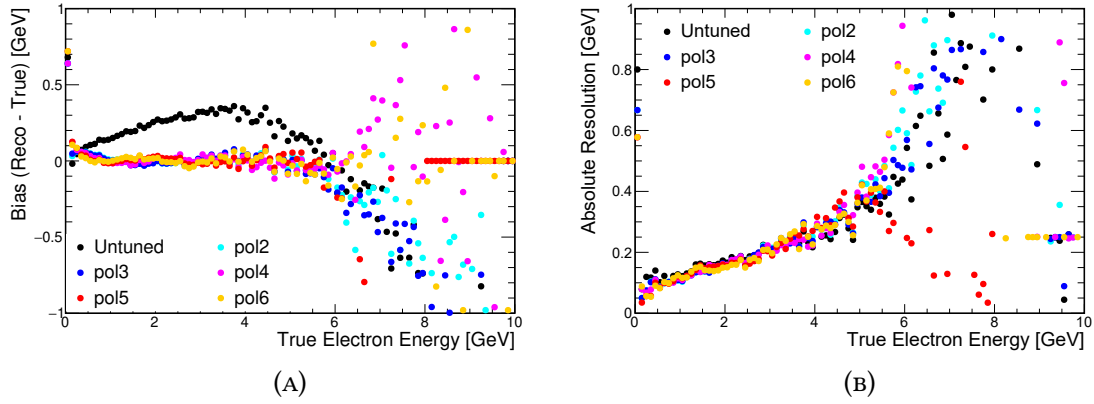 Bias (Reco - True) [GeV]
1
0.5
0
−0.5
−1
Untuned
pol2
pol3
pol4
pol5
pol6
0 2 4 6 8 10
True Electron Energy [GeV]
(A)
Absolute Resolution [GeV]
1
0.8
0.6
0.4
0.2
0
Untuned
pol2
pol3
pol4
pol5
pol6
0 2 4 6 8 10
True Electron Energy [GeV]
(B)